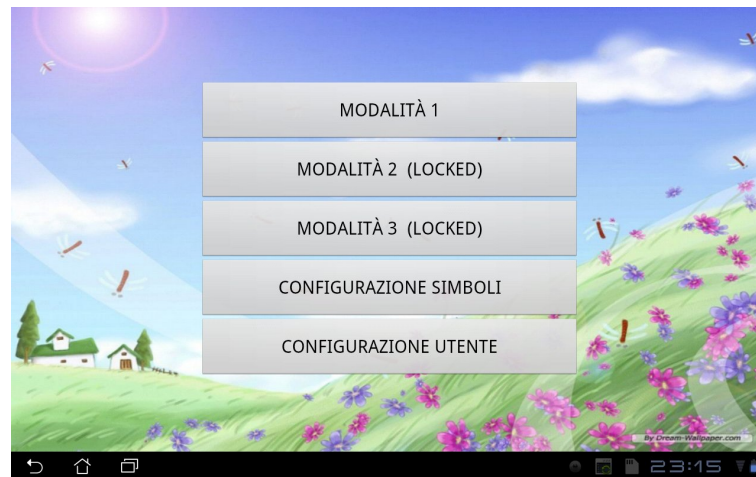 MODALITÀ 1
MODALITÀ 2 (LOCKED)
MODALITÀ 3 (LOCKED)
CONFIGURAZIONE SIMBOLI
CONFIGURAZIONE UTENTE
By Dream-Wallpaper.com
23:15